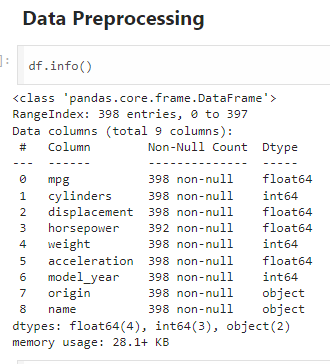 Data Preprocessing
]: df.info()
<class 'pandas.core.frame.DataFrame'>
RangeIndex: 398 entries, 0 to 397
Data columns (total 9 columns):
 #   Column        Non-Null Count  Dtype
---  ------        --------------  -----
 0   mpg           398 non-null    float64
 1   cylinders     398 non-null    int64
 2   displacement  398 non-null    float64
 3   horsepower    392 non-null    float64
 4   weight        398 non-null    int64
 5   acceleration  398 non-null    float64
 6   model_year    398 non-null    int64
 7   origin        398 non-null    object
 8   name          398 non-null    object
dtypes: float64(4), int64(3), object(2)
memory usage: 28.1+ KB